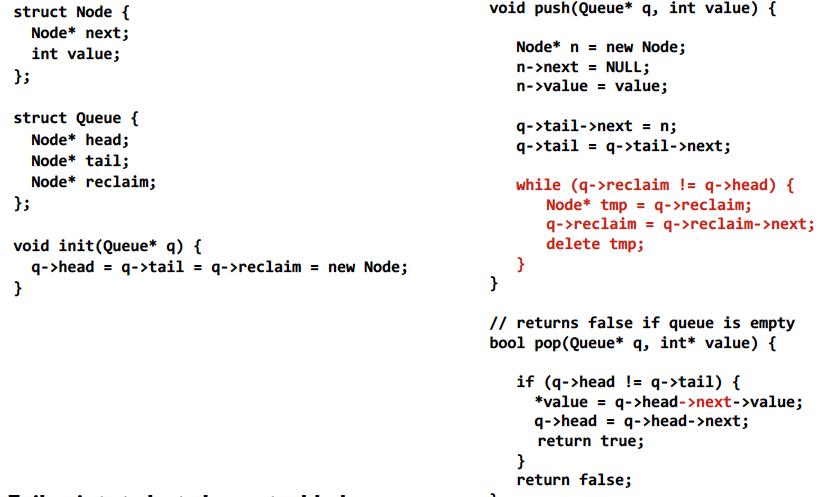 struct Node {
Node* next;
int value;
};
struct Queue {
Node* head;
Node* tail;
Node* reclaim;
};
void init(Queue* q) {
q->head = q->tail = q->reclaim = new Node;
}
void push(Queue* q, int value) {
Node* n = new Node;
n->next = NULL;
n->value = value;
q->tail->next = n;
q->tail = q->tail->next;
while (q->reclaim != q->head) {
Node* tmp = q->reclaim;
q->reclaim = q->reclaim->next;
delete tmp;
}
}
// returns false if queue is empty
bool pop(Queue* q, int* value) {
if (q->head != q->tail) {
*value = q->head->next->value;
q->head = q->head->next;
return true;
}
return false;